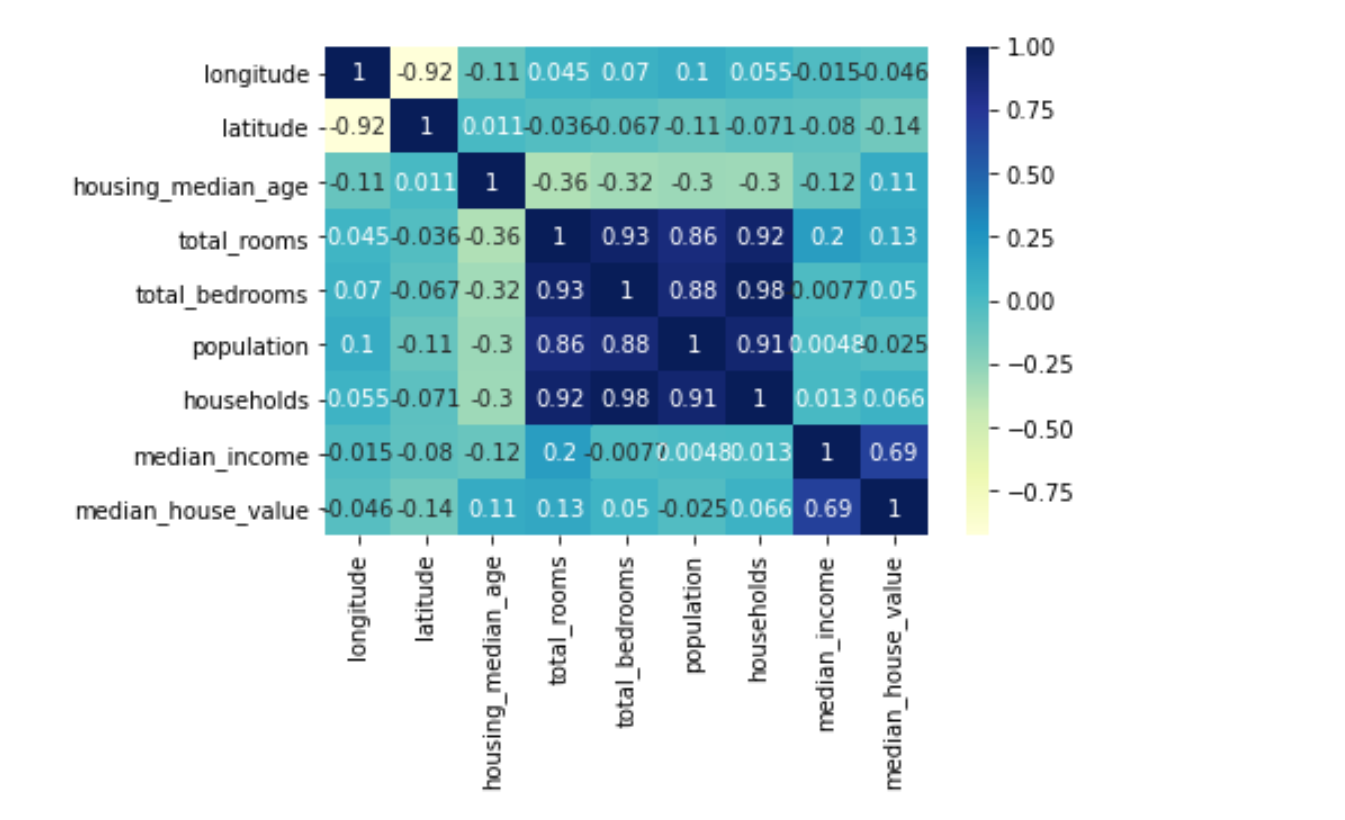 longitude 1 -0.92 -0.11 0.045 0.07 0.1 0.055 -0.015 -0.046
latitude -0.92 1 0.011 -0.036 -0.067 -0.11 -0.071 -0.08 -0.14
housing_median_age -0.11 0.011 1 -0.36 -0.32 -0.3 -0.3 -0.12 0.11
total_rooms 0.045 -0.036 -0.36 1 0.93 0.86 0.92 0.2 0.13
total_bedrooms 0.07 -0.067 -0.32 0.93 1 0.88 0.98 -0.0077 0.05
population 0.1 -0.11 -0.3 0.86 0.88 1 0.91 0.0048 -0.025
households 0.055 -0.071 -0.3 0.92 0.98 0.91 1 0.013 0.066
median_income -0.015 -0.08 -0.12 0.2 -0.0077 0.0048 0.013 1 0.69
median_house_value -0.046 -0.14 0.11 0.13 0.05 -0.025 0.066 0.69 1
longitude
latitude
housing_median_age
total_rooms
total_bedrooms
population
households
median_income
median_house_value
1.00
0.75
0.50
0.25
0.00
−0.25
−0.50
−0.75